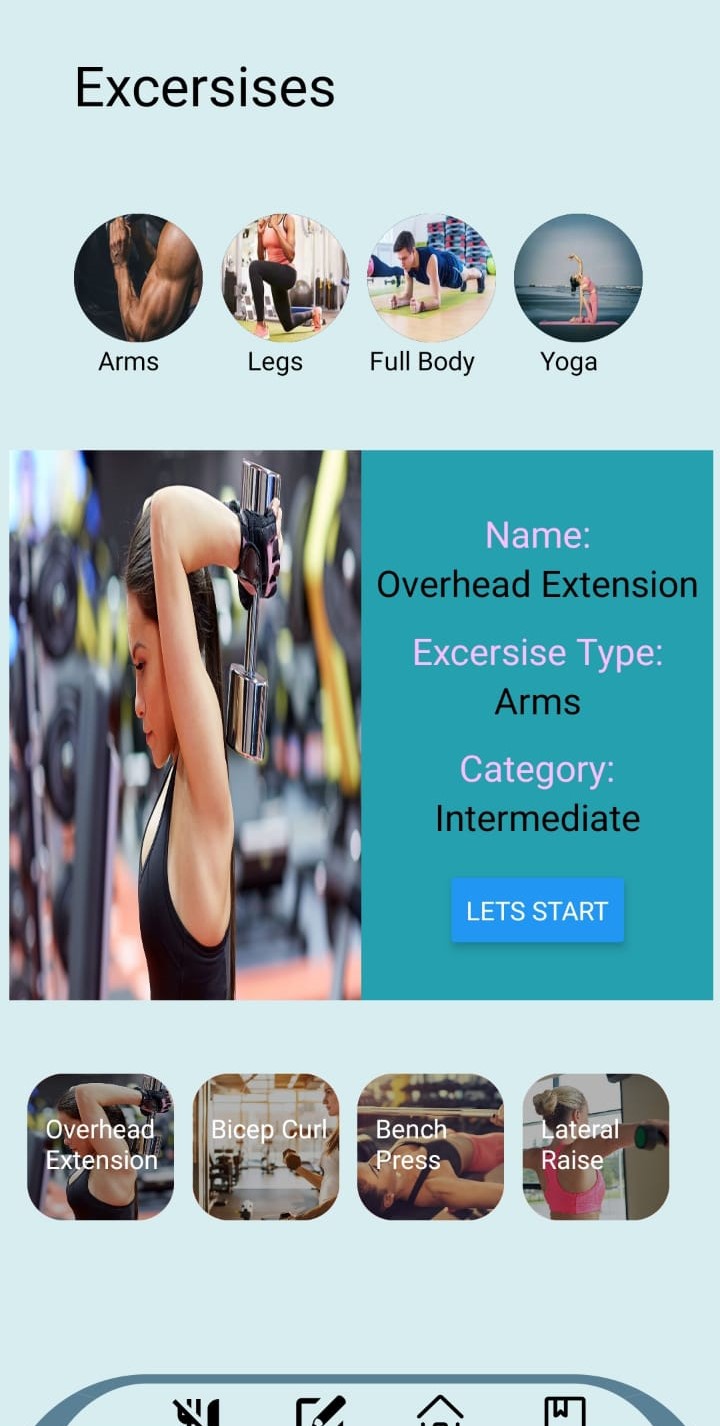 Excersises
Arms
Legs
Full Body
Yoga
Name:
Overhead Extension
Excersise Type:
Arms
Category:
Intermediate
LETS START
Overhead
Extension
Bicep Curl
Bench
Press
Lateral
Raise